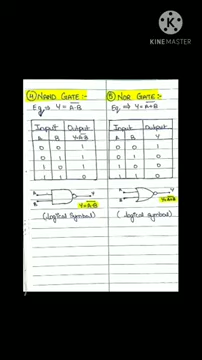 KINEMASTER
④ NAND GATE :-
Eq ⇒ Y = A̅·̅B̅
Input Output
A B Y=A̅·̅B̅
0 0 1
0 1 1
1 0 1
1 1 0
A
B
Y
Y=A̅·̅B̅
(logical symbol)
⑤ NOR GATE :-
Eq ⇒ Y = A̅+̅B̅
Input Output
A B Y
0 0 1
0 1 0
1 0 0
1 1 0
A
B
Y
Y=A̅+̅B̅
(logical symbol)